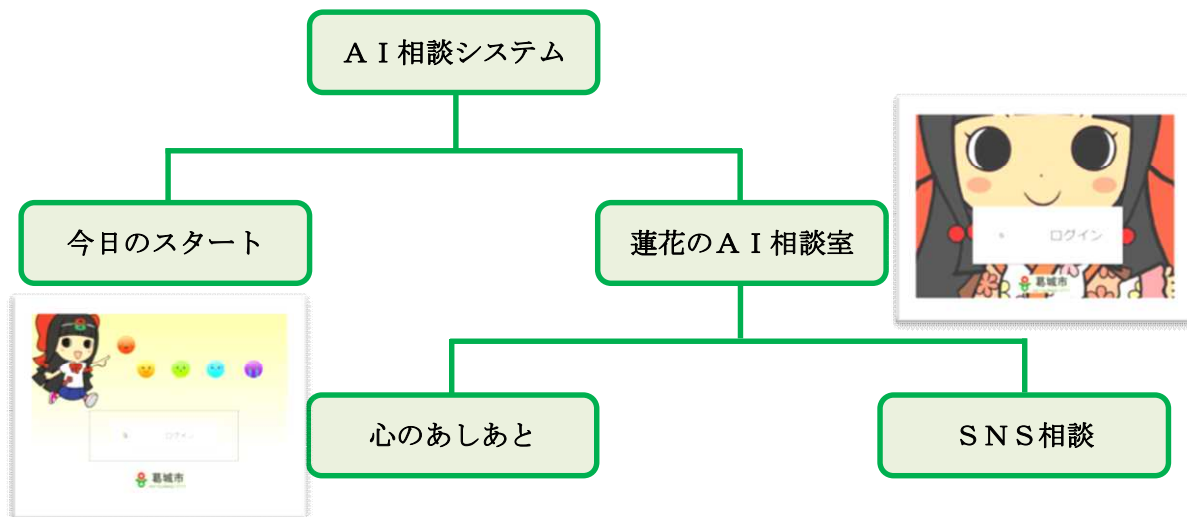 ＡＩ相談システム
今日のスタート
蓮花のＡＩ相談室
ログイン
葛城市
ログイン
葛城市
心のあしあと
ＳＮＳ相談